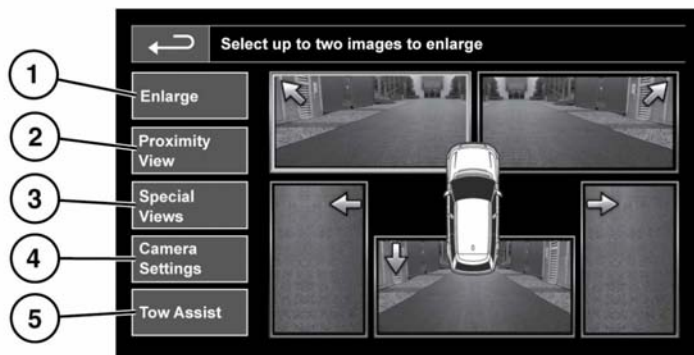 Select up to two images to enlarge
1
Enlarge
2
Proximity
View
3
Special
Views
4
Camera
Settings
5
Tow Assist